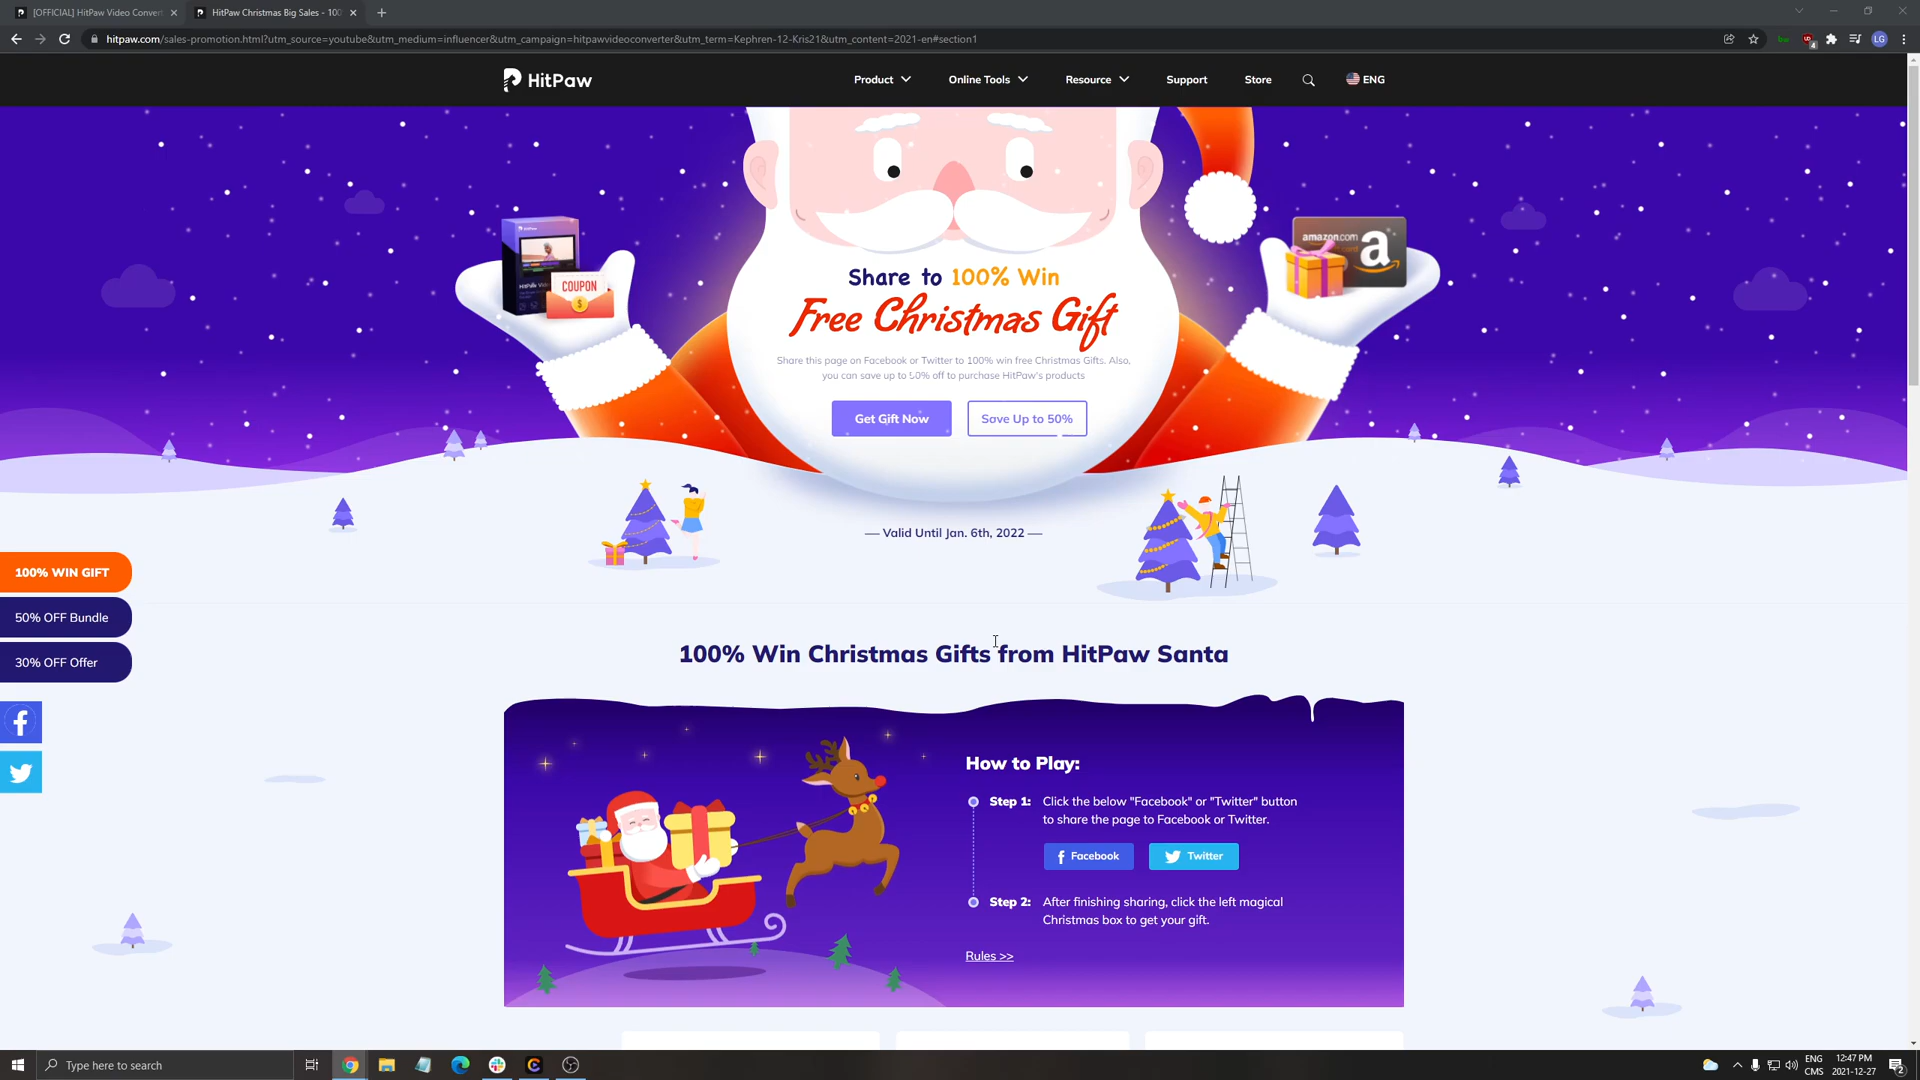 [OFFICIAL] HitPaw Video Convert
HitPaw Christmas Big Sales - 100
hitpaw.com/sales-promotion.html?utm_source=youtube&utm_medium=influencer&utm_campaign=hitpawvideoconverter&utm_term=Kephren-12-Kris21&utm_content=2021-en#section1
4
LG
HitPaw
Product
Online Tools
Resource
Support
Store
ENG
COUPON
amazon.com
a
Share to 100% Win
Free Christmas Gift
Share this page on Facebook or Twitter to 100% win free Christmas Gifts. Also,
you can save up to 50% off to purchase HitPaw's products
Get Gift Now
Save Up to 50%
Valid Until Jan. 6th, 2022
100% WIN GIFT
50% OFF Bundle
30% OFF Offer
100% Win Christmas Gifts from HitPaw Santa
How to Play:
Step 1: Click the below "Facebook" or "Twitter" button
to share the page to Facebook or Twitter.
Facebook
Twitter
Step 2: After finishing sharing, click the left magical
Christmas box to get your gift.
Rules >>
Type here to search
ENG
CMS
12:47 PM
2021-12-27
2